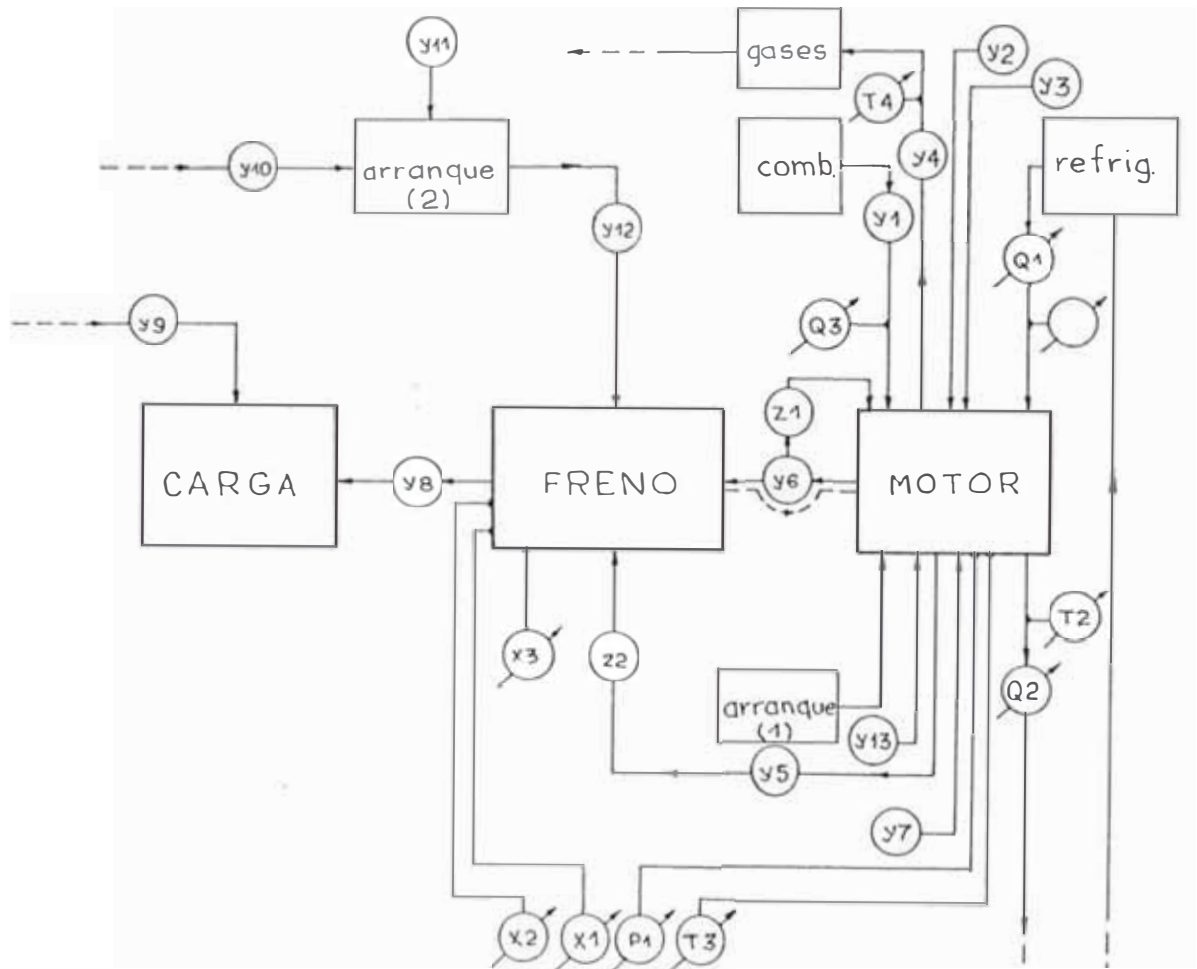 y11
gases
y2
y3
T4
comb.
y4
refrig.
y10
arranque
(2)
y1
y12
Q1
y9
Q3
Z1
CARGA
y8
FRENO
y6
MOTOR
X3
Z2
T2
Q2
arranque
(1)
y13
y5
y7
X2
X1
P1
T3